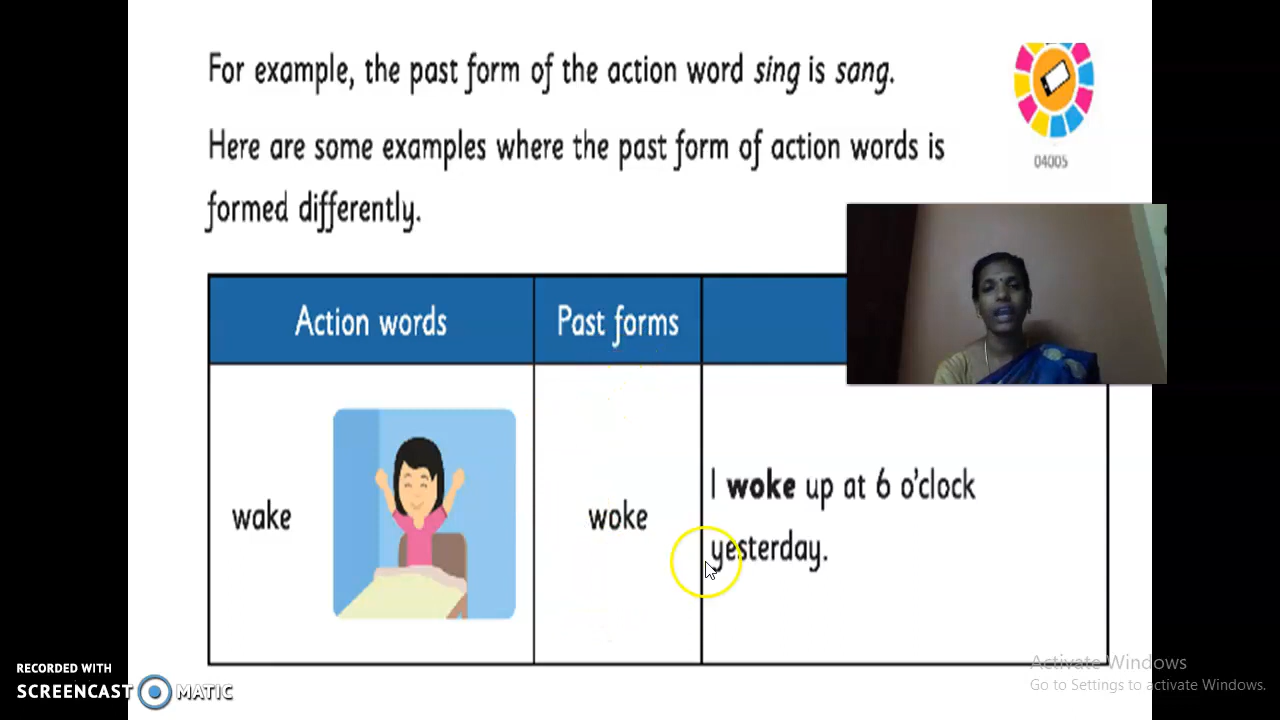 For example, the past form of the action word sing is sang.
Here are some examples where the past form of action words is
formed differently.
04005
Action words
Past forms
wake
woke
I woke up at 6 o'clock
yesterday.
Activate Windows
Go to Settings to activate Windows.
RECORDED WITH
SCREENCAST MATIC